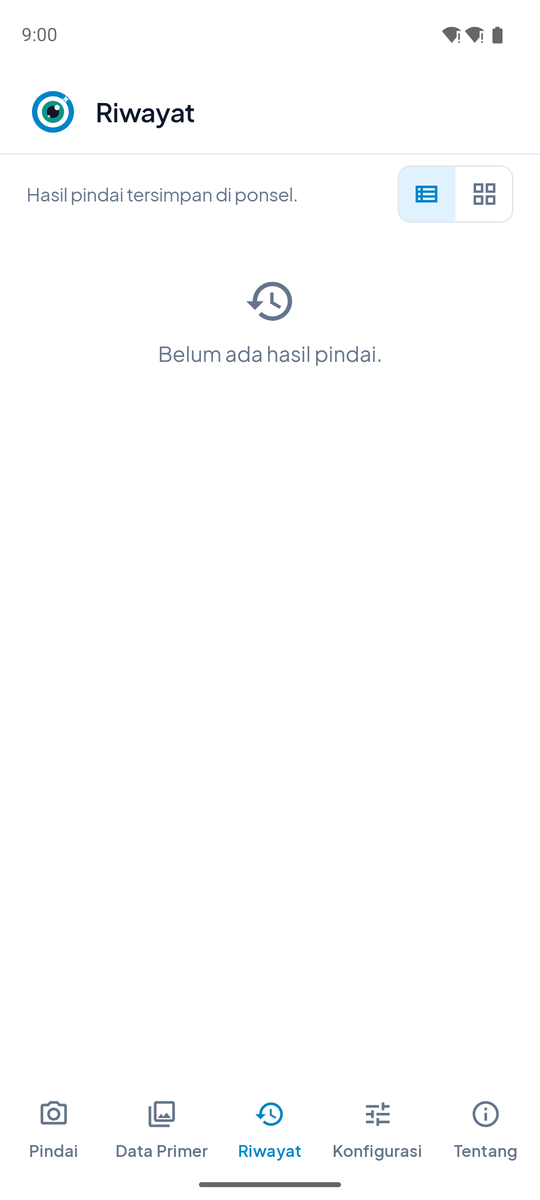 9:00
Riwayat
Hasil pindai tersimpan di ponsel.
Belum ada hasil pindai.
Pindai
Data Primer
Riwayat
Konfigurasi
Tentang